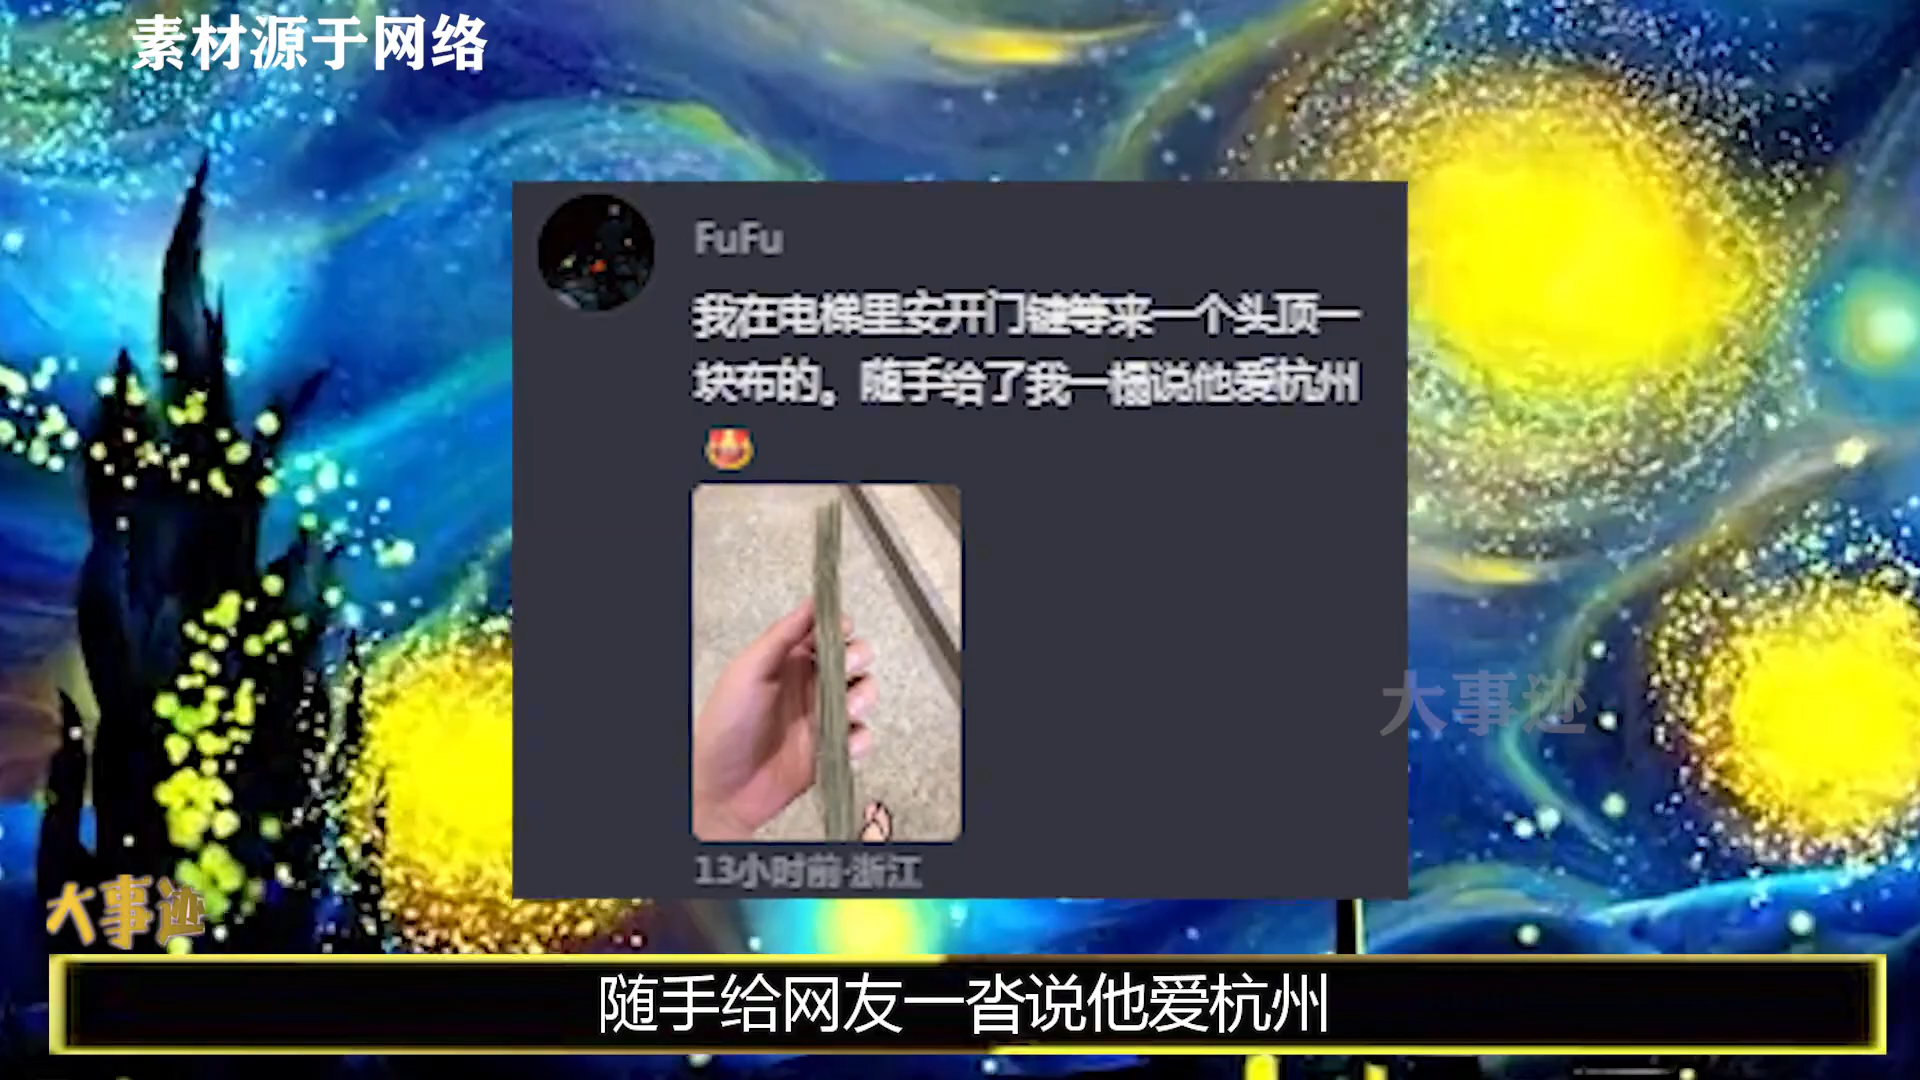 素材源于网络
FuFu
我在电梯里安开门键等来一个头顶一
块布的。随手给了我一榻说他爱杭州
13小时前·浙江
大事迹
大事迹
随手给网友一沓说他爱杭州